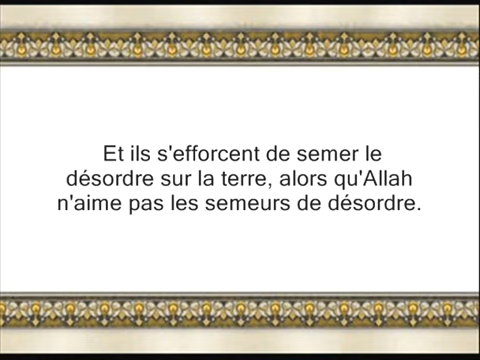 Et ils s'efforcent de semer le
désordre sur la terre, alors qu'Allah
n'aime pas les semeurs de désordre.